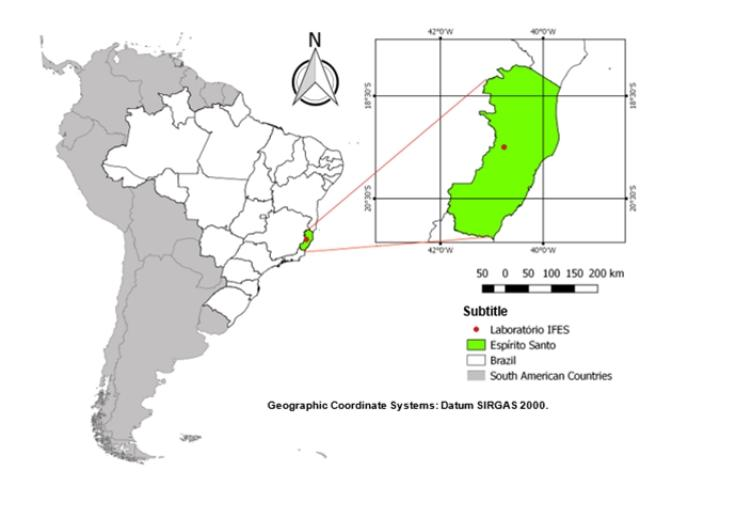 N
42°0'W 40°0'W
18°30'S 18°30'S
20°30'S 20°30'S
42°0'W 40°0'W
50 0 50 100 150 200 km
Subtitle
Laboratório IFES
Espírito Santo
Brazil
South American Countries
Geographic Coordinate Systems: Datum SIRGAS 2000.